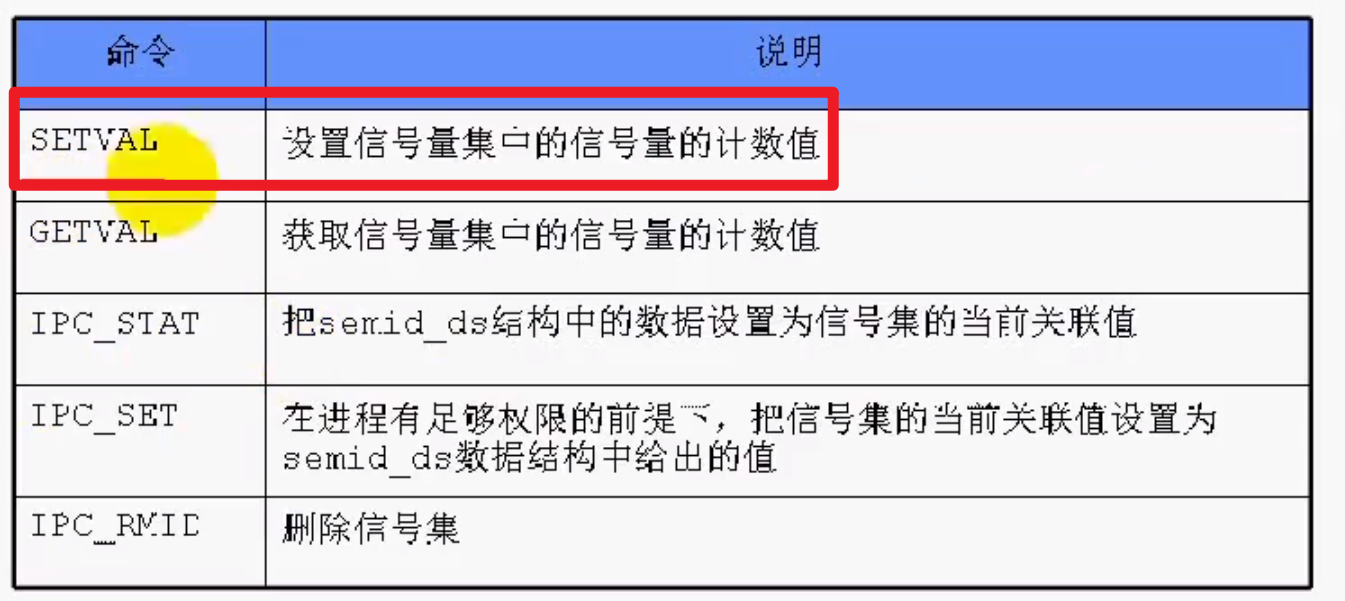 命令 说明
SETVAL 设置信号量集中的信号量的计数值
GETVAL 获取信号量集中的信号量的计数值
IPC_STAT 把semid_ds结构中的数据设置为信号集的当前关联值
IPC_SET 在进程有足够权限的前提下，把信号集的当前关联值设置为
semid_ds数据结构中给出的值
IPC_RMID 删除信号集